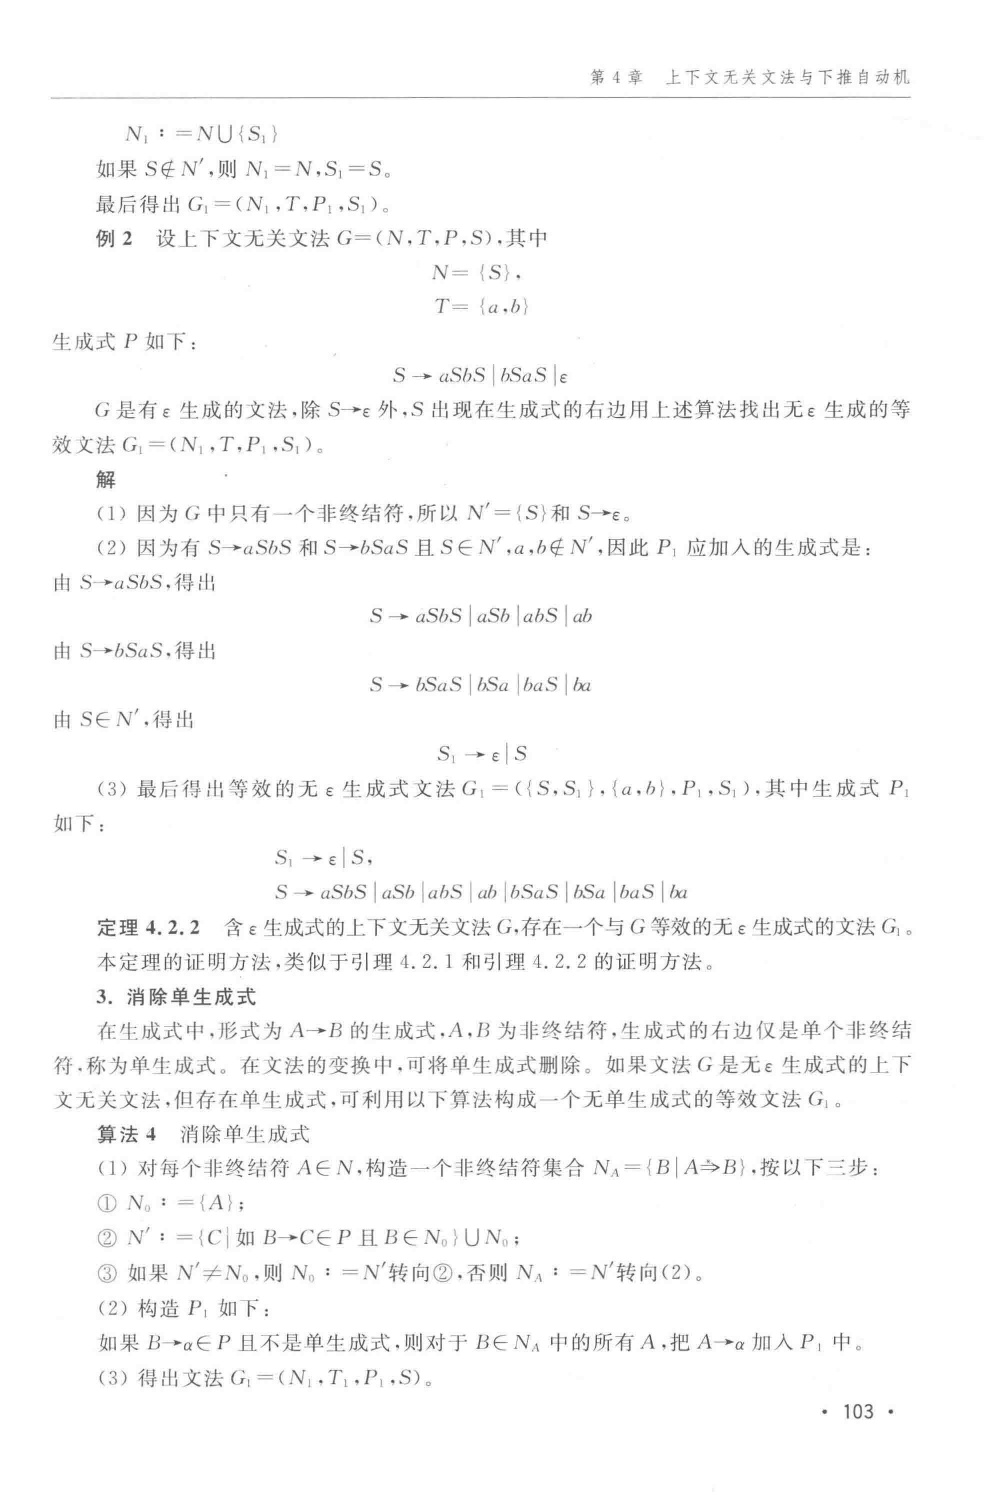 第 4 章　上下文无关文法与下推自动机
N₁：=N∪{S₁}
如果 S∉N′,则 N₁=N,S₁=S。
最后得出 G₁=(N₁,T,P₁,S₁)。
例 2　设上下文无关文法 G=(N,T,P,S),其中
N={S},
T={a,b}
生成式 P 如下：
S→aSbS|bSaS|ε
G 是有 ε 生成的文法,除 S→ε 外,S 出现在生成式的右边用上述算法找出无 ε 生成的等
效文法 G₁=(N₁,T,P₁,S₁)。
解
(1) 因为 G 中只有一个非终结符,所以 N′={S}和 S→ε。
(2) 因为有 S→aSbS 和 S→bSaS 且 S∈N′,a,b∉N′,因此 P₁ 应加入的生成式是：
由 S→aSbS,得出
S→aSbS|aSb|abS|ab
由 S→bSaS,得出
S→bSaS|bSa|baS|ba
由 S∈N′,得出
S₁→ε|S
(3) 最后得出等效的无 ε 生成式文法 G₁=({S,S₁},{a,b},P₁,S₁),其中生成式 P₁
如下：
S₁→ε|S,
S→aSbS|aSb|abS|ab|bSaS|bSa|baS|ba
定理 4.2.2　含 ε 生成式的上下文无关文法 G,存在一个与 G 等效的无 ε 生成式的文法 G₁。
本定理的证明方法,类似于引理 4.2.1 和引理 4.2.2 的证明方法。
3. 消除单生成式
在生成式中,形式为 A→B 的生成式,A,B 为非终结符,生成式的右边仅是单个非终结
符,称为单生成式。在文法的变换中,可将单生成式删除。如果文法 G 是无 ε 生成式的上下
文无关文法,但存在单生成式,可利用以下算法构成一个无单生成式的等效文法 G₁。
算法 4　消除单生成式
(1) 对每个非终结符 A∈N,构造一个非终结符集合 N_A={B|A⇒*B},按以下三步：
① N₀：={A};
② N′：={C|如 B→C∈P 且 B∈N₀}∪N₀;
③ 如果 N′≠N₀,则 N₀：=N′转向②,否则 N_A：=N′转向(2)。
(2) 构造 P₁ 如下：
如果 B→α∈P 且不是单生成式,则对于 B∈N_A 中的所有 A,把 A→α 加入 P₁ 中。
(3) 得出文法 G₁=(N₁,T₁,P₁,S)。
· 103 ·